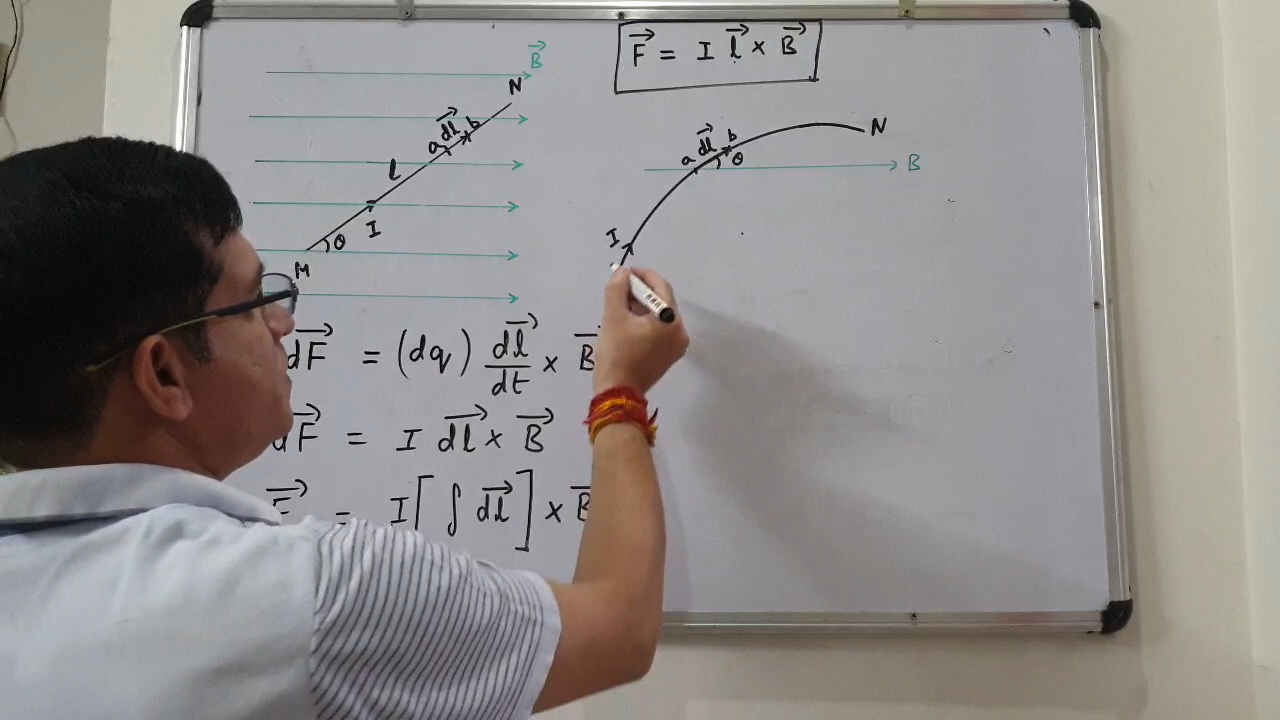 F⃗ = I l⃗ × B⃗
B⃗
N
a dl⃗ b
l
I
θ
M
N
a dl⃗ b
θ
B
I
dF⃗ = (dq) dl⃗/dt × B⃗
dF⃗ = I dl⃗ × B⃗
F⃗ = I[∫ dl⃗] × B⃗